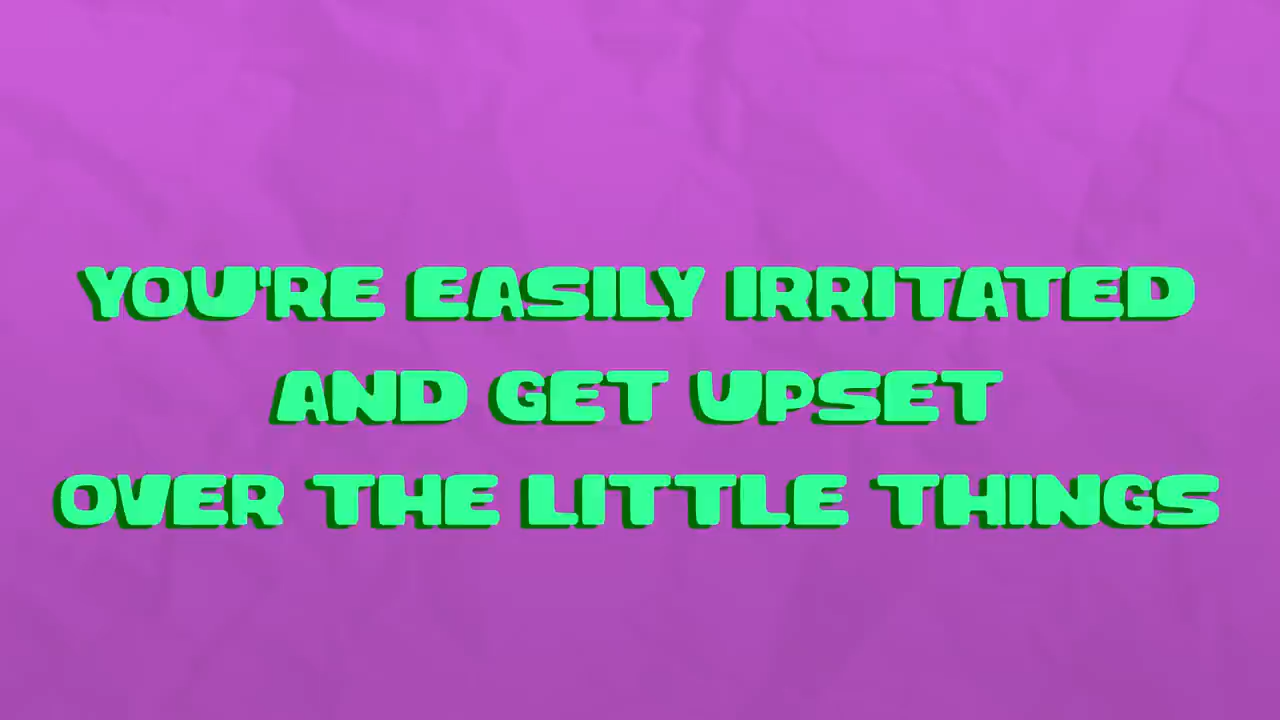 YOU'RE EASILY IRRITATED
AND GET UPSET
OVER THE LITTLE THINGS